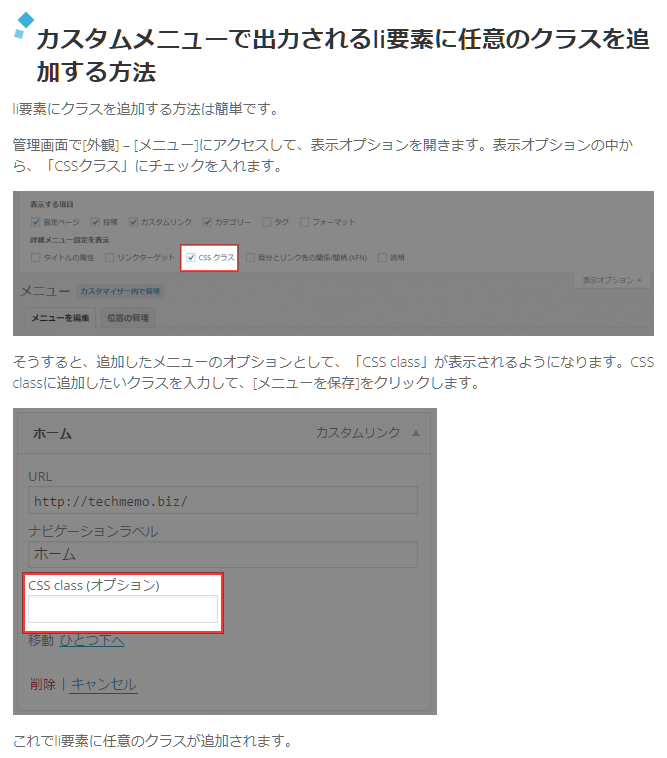 カスタムメニューで出力されるli要素に任意のクラスを追
加する方法
li要素にクラスを追加する方法は簡単です。
管理画面で[外観] – [メニュー]にアクセスして、表示オプションを開きます。表示オプションの中か
ら、「CSSクラス」にチェックを入れます。
表示する項目
固定ページ 投稿 カスタムリンク カテゴリー タグ フォーマット
詳細メニュー設定を表示
タイトルの属性 リンクターゲット CSS クラス 自分とリンク先の関係/間柄 (XFN) 説明
表示オプション
メニュー カスタマイザー内で管理
メニューを編集 位置の管理
そうすると、追加したメニューのオプションとして、「CSS class」が表示されるようになります。CSS
classに追加したいクラスを入力して、[メニューを保存]をクリックします。
ホーム カスタムリンク
URL
http://techmemo.biz/
ナビゲーションラベル
ホーム
CSS class (オプション)
移動 ひとつ下へ
削除 | キャンセル
これでli要素に任意のクラスが追加されます。